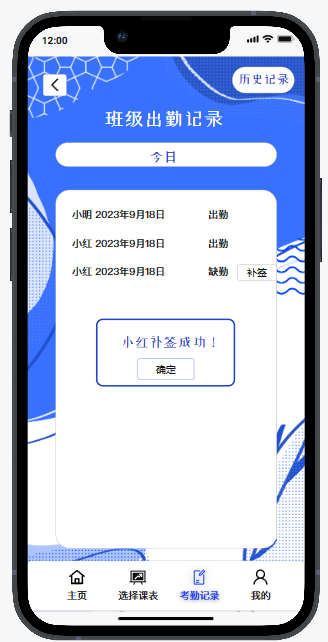 12:00
历史记录
班级出勤记录
今日
小明 2023年9月18日 出勤
小红 2023年9月18日 出勤
小红 2023年9月18日 缺勤 补签
小红补签成功！
确定
主页 选择课表 考勤记录 我的